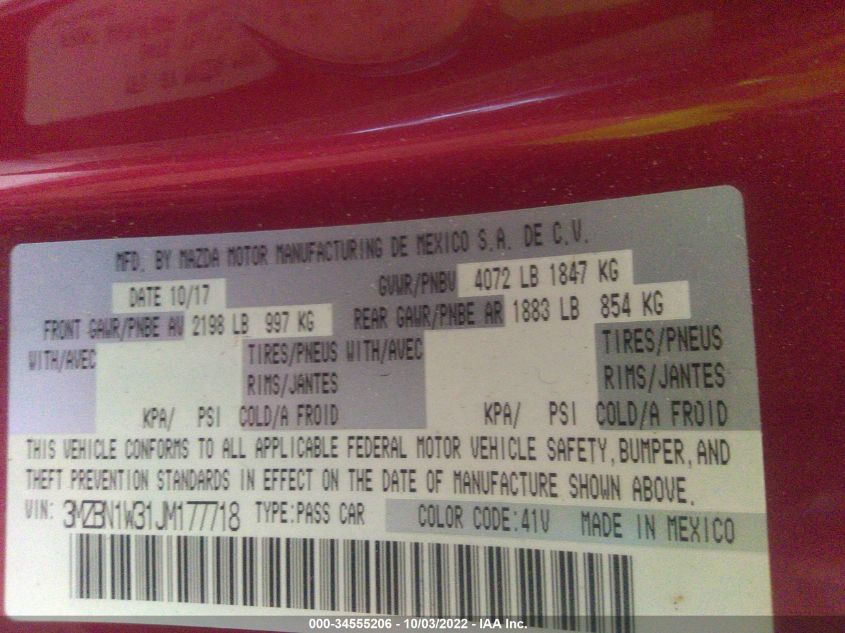 MFD. BY MAZDA MOTOR MANUFACTURING DE MEXICO S.A. DE C.V.
DATE 10/17 GVWR/PNBV 4072 LB 1847 KG
FRONT GAWR/PNBE AV 2198 LB 997 KG REAR GAWR/PNBE AR 1883 LB 854 KG
WITH/AVEC TIRES/PNEUS WITH/AVEC TIRES/PNEUS
RIMS/JANTES RIMS/JANTES
KPA/ PSI COLD/A FROID KPA/ PSI COLD/A FROID
THIS VEHICLE CONFORMS TO ALL APPLICABLE FEDERAL MOTOR VEHICLE SAFETY, BUMPER, AND
THEFT PREVENTION STANDARDS IN EFFECT ON THE DATE OF MANUFACTURE SHOWN ABOVE.
VIN: 3MZBN1W31JM177718 TYPE:PASS CAR COLOR CODE:41V MADE IN MEXICO
000-34555206 - 10/03/2022 - IAA Inc.